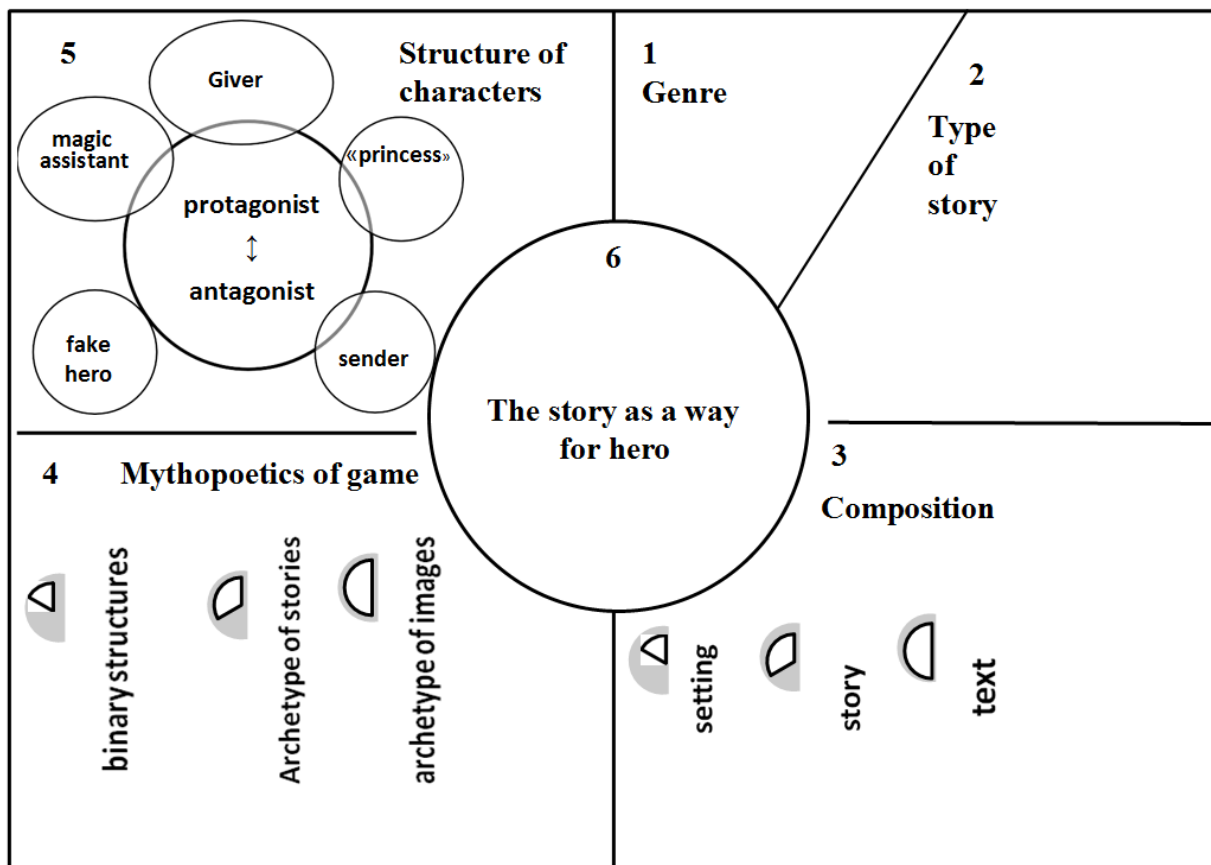 5
Structure of
characters
Giver
magic
assistant
«princess»
protagonist
↕
antagonist
fake
hero
sender
1
Genre
2
Type
of
story
6
The story as a way
for hero
4
Mythopoetics of game
binary structures
Archetype of stories
archetype of images
3
Composition
setting
story
text